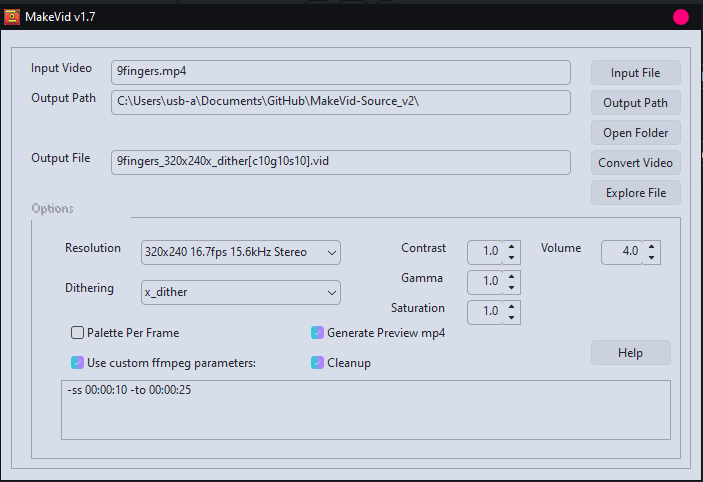 MakeVid v1.7
Input Video 9fingers.mp4 Input File
Output Path C:\Users\usb-a\Documents\GitHub\MakeVid-Source_v2\ Output Path
Open Folder
Output File 9fingers_320x240x_dither[c10g10s10].vid Convert Video
Explore File
Options
Resolution 320x240 16.7fps 15.6kHz Stereo Contrast 1.0 Volume 4.0
Dithering x_dither Gamma 1.0
Saturation 1.0
Palette Per Frame Generate Preview mp4
Help
Use custom ffmpeg parameters: Cleanup
-ss 00:00:10 -to 00:00:25